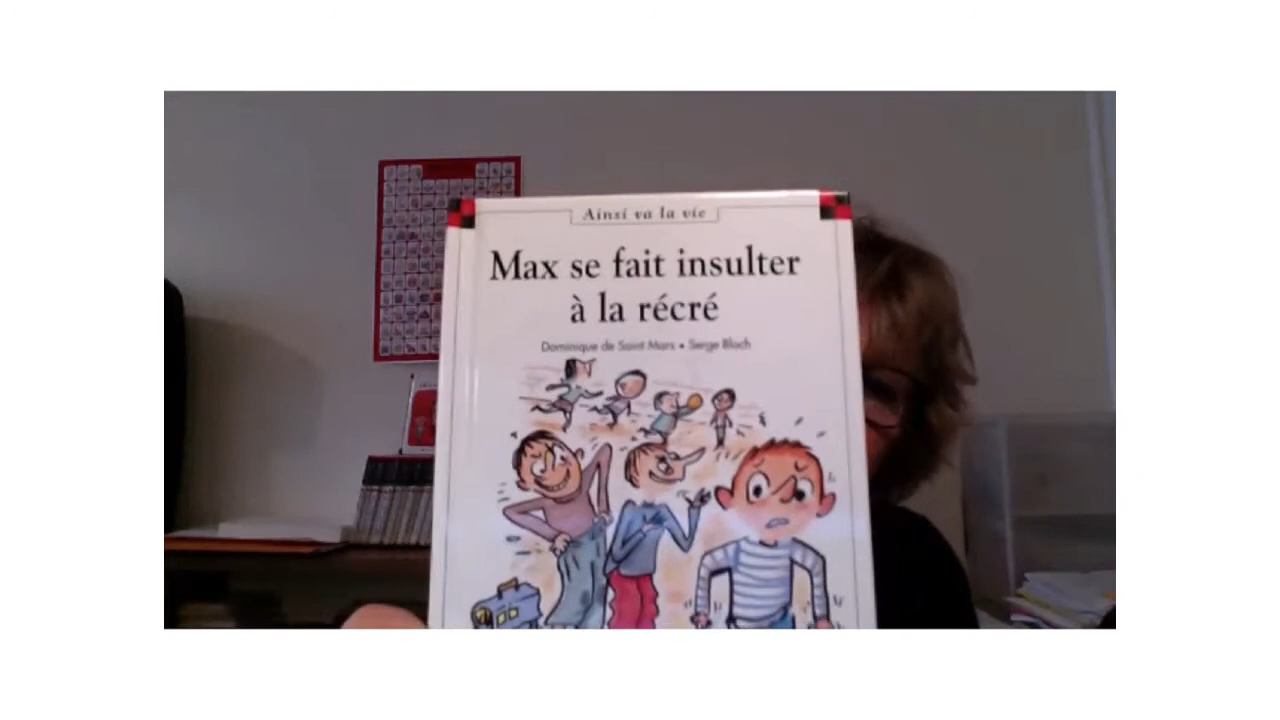 Ainsi va la vie
Max se fait insulter
à la récré
Dominique de Saint Mars • Serge Bloch